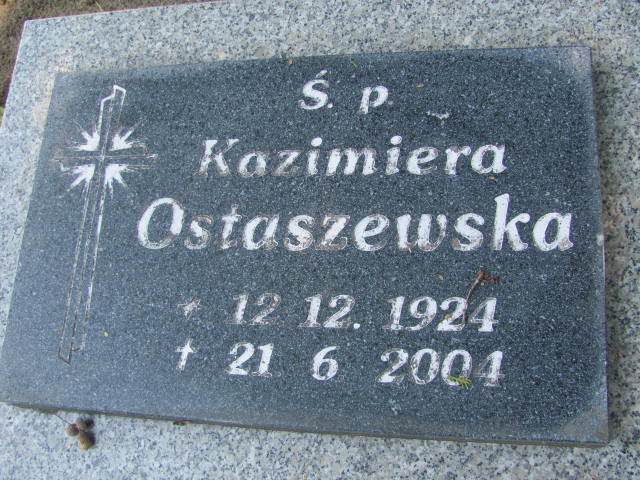 Ś. p
Kazimiera
Ostaszewska
* 12 12. 1924
† 21 6 2004